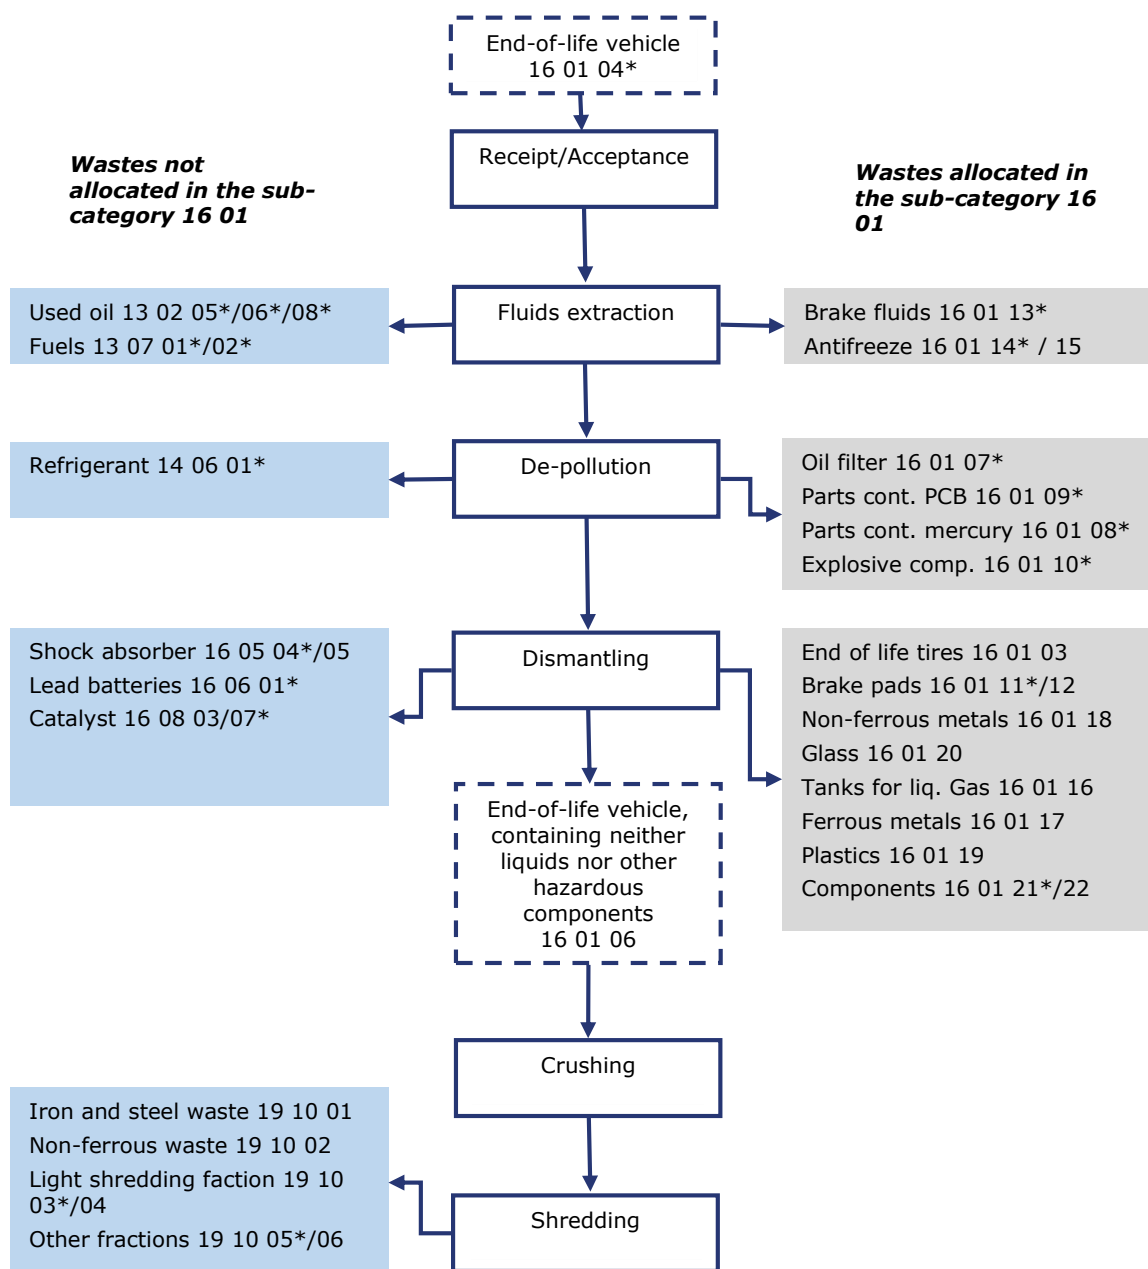 End-of-life vehicle
16 01 04*
Receipt/Acceptance
Wastes not
allocated in the sub-
category 16 01
Wastes allocated in
the sub-category 16
01
Used oil 13 02 05*/06*/08*
Fuels 13 07 01*/02*
Fluids extraction
Brake fluids 16 01 13*
Antifreeze 16 01 14* / 15
Refrigerant 14 06 01*
De-pollution
Oil filter 16 01 07*
Parts cont. PCB 16 01 09*
Parts cont. mercury 16 01 08*
Explosive comp. 16 01 10*
Shock absorber 16 05 04*/05
Lead batteries 16 06 01*
Catalyst 16 08 03/07*
Dismantling
End of life tires 16 01 03
Brake pads 16 01 11*/12
Non-ferrous metals 16 01 18
Glass 16 01 20
Tanks for liq. Gas 16 01 16
Ferrous metals 16 01 17
Plastics 16 01 19
Components 16 01 21*/22
End-of-life vehicle,
containing neither
liquids nor other
hazardous
components
16 01 06
Crushing
Iron and steel waste 19 10 01
Non-ferrous waste 19 10 02
Light shredding faction 19 10
03*/04
Other fractions 19 10 05*/06
Shredding